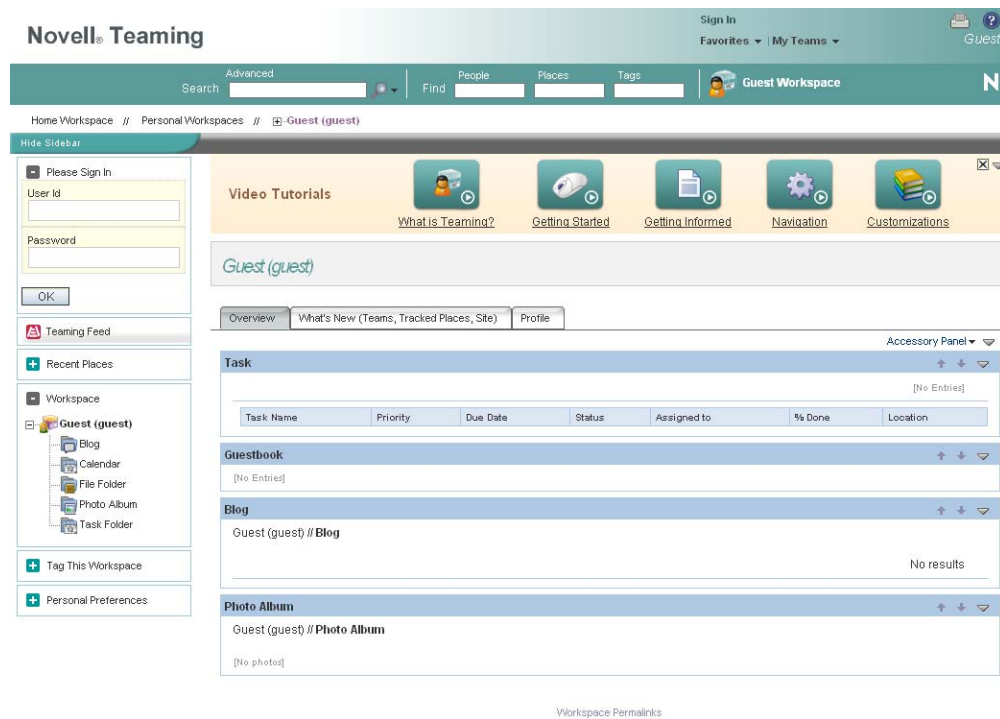 Novell® Teaming
Sign In
Favorites | My Teams
Guest
Search Advanced Find People Places Tags Guest Workspace N
Home Workspace // Personal Workspaces // Guest (guest)
Hide Sidebar
Please Sign In
User Id
Password
OK
Teaming Feed
Recent Places
Workspace
Guest (guest)
Blog
Calendar
File Folder
Photo Album
Task Folder
Tag This Workspace
Personal Preferences
Video Tutorials
What is Teaming? Getting Started Getting Informed Navigation Customizations
Guest (guest)
Overview What's New (Teams, Tracked Places, Site) Profile
Accessory Panel
Task
[No Entries]
Task Name Priority Due Date Status Assigned to % Done Location
Guestbook
[No Entries]
Blog
Guest (guest) // Blog
No results
Photo Album
Guest (guest) // Photo Album
[No photos]
Workspace Permalinks